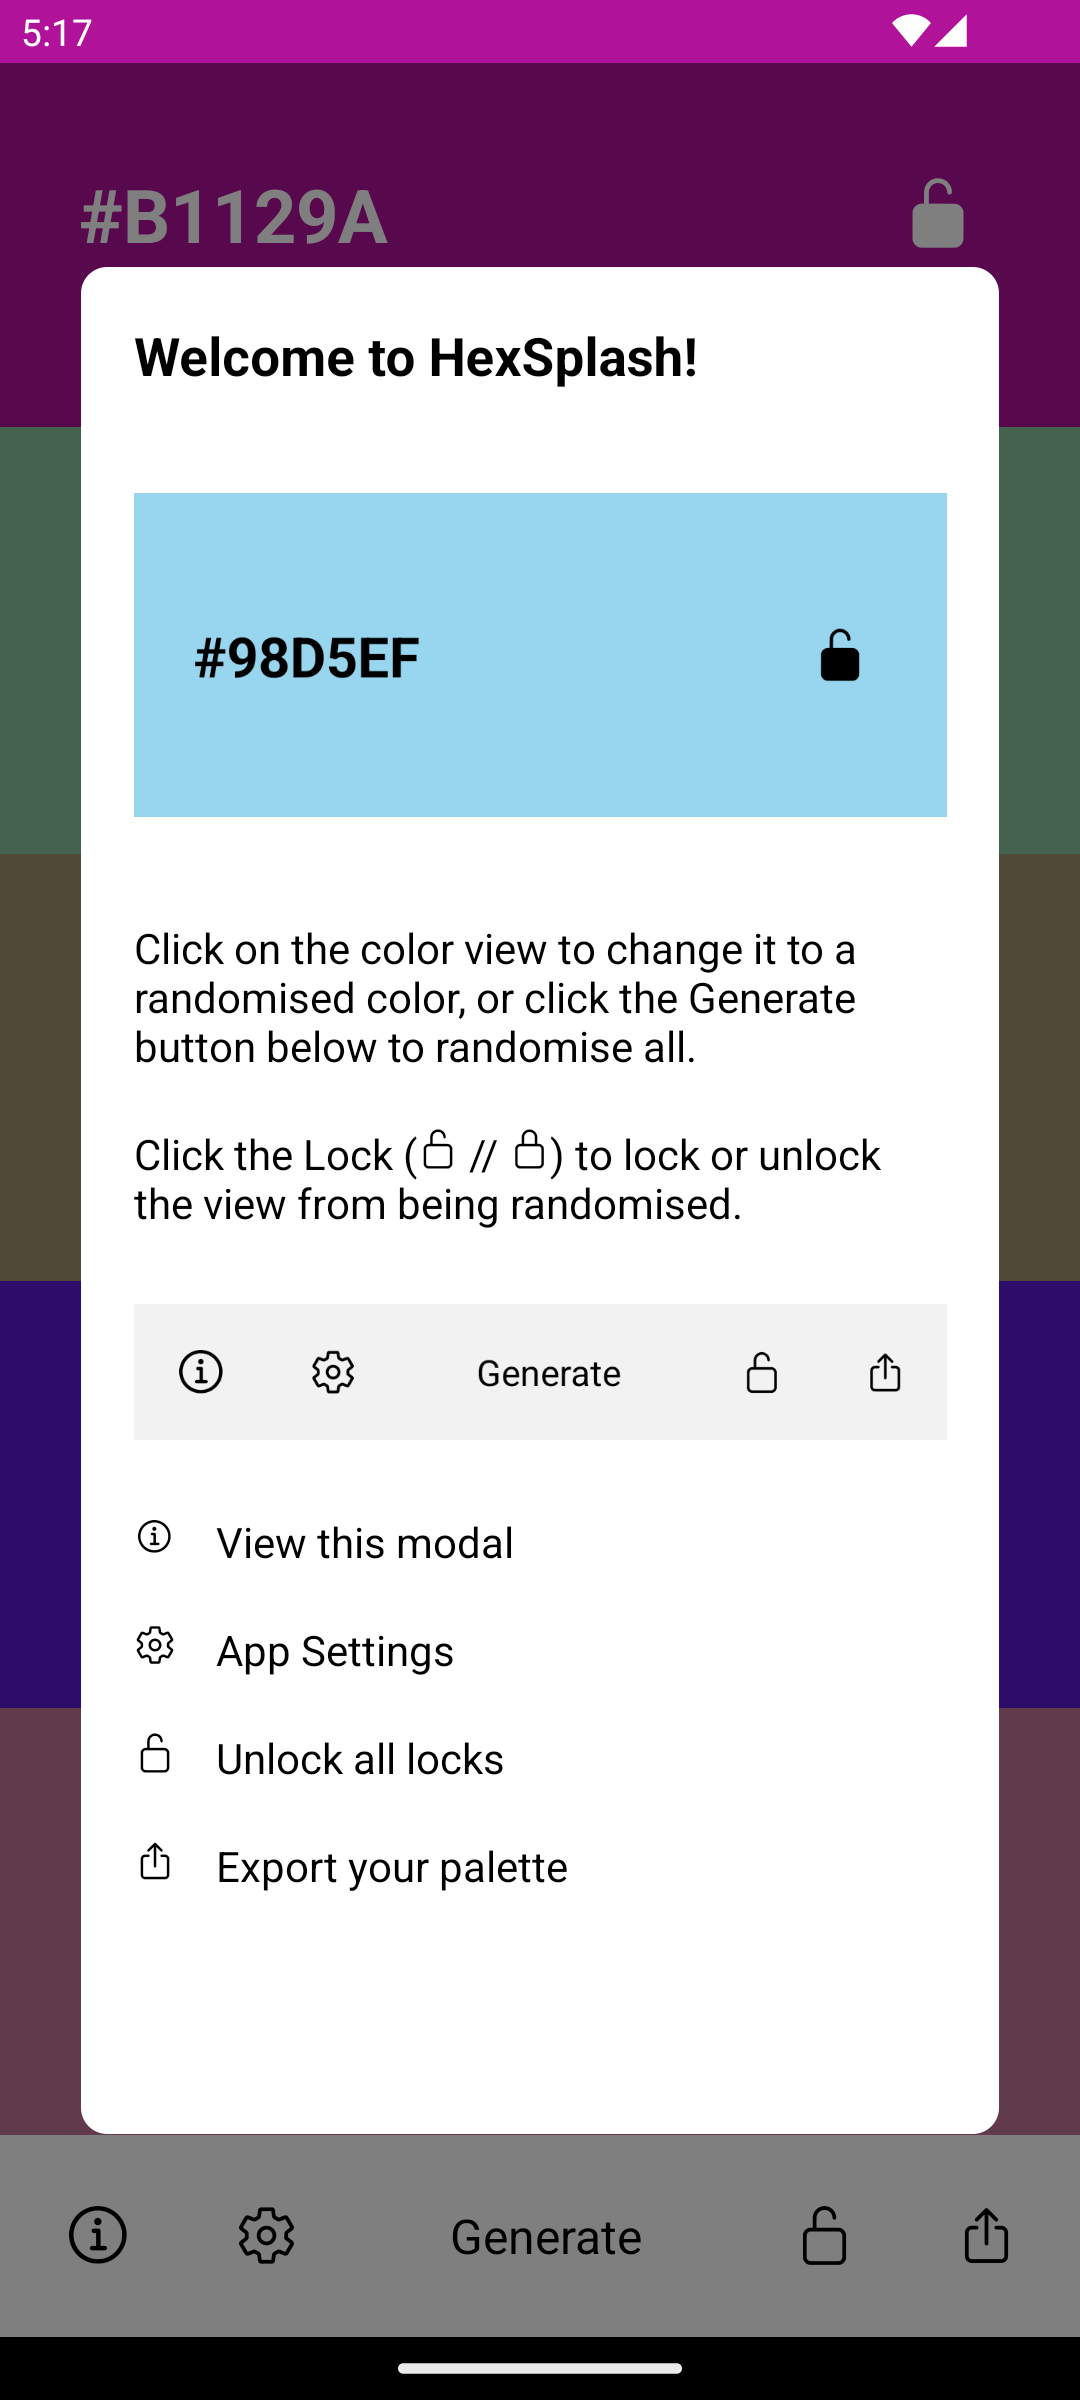 5:17
#B1129A
Welcome to HexSplash!
#98D5EF
Click on the color view to change it to a
randomised color, or click the Generate
button below to randomise all.
Click the Lock ( // ) to lock or unlock
the view from being randomised.
Generate
View this modal
App Settings
Unlock all locks
Export your palette
Generate